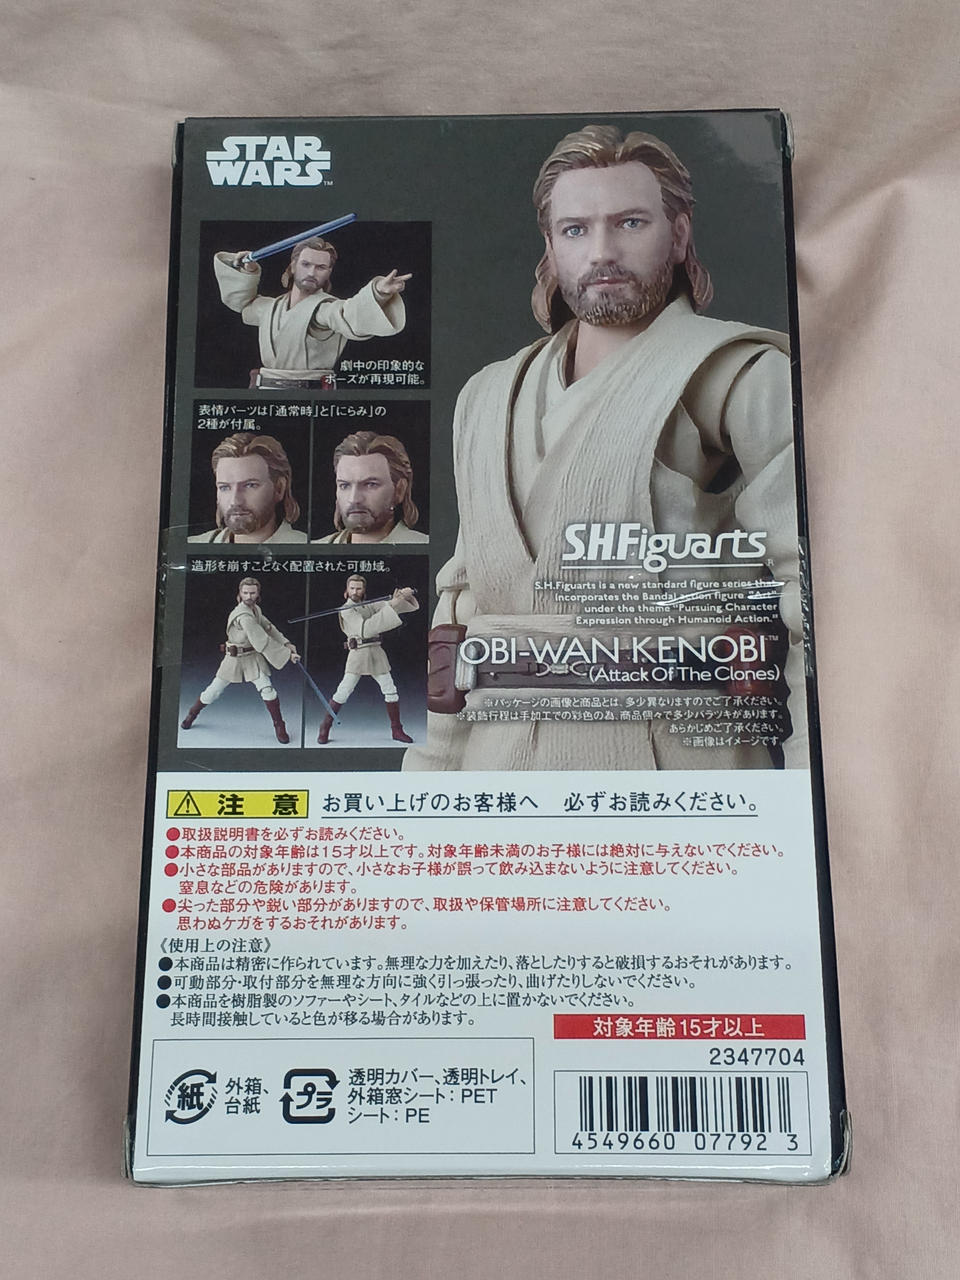 STAR
WARS™
劇中の印象的な
ポーズが再現可能。
表情パーツは「通常時」と「にらみ」の
2種が付属。
造形を崩すことなく配置された可動域。
S.H.Figuarts®
S.H.Figuarts is a new standard figure series that
incorporates the Bandai action figure "Art"
under the theme "Pursuing Character
Expression through Humanoid Action."
OBI-WAN KENOBI™
(Attack Of The Clones)
※パッケージの画像と商品とは、多少異なりますのでご了承ください。
※装飾行程は手加工での彩色の為、商品個々で多少バラツキがあります。
あらかじめご了承ください。
※画像はイメージです。
注意 お買い上げのお客様へ 必ずお読みください。
●取扱説明書を必ずお読みください。
●本商品の対象年齢は15才以上です。対象年齢未満のお子様には絶対に与えないでください。
●小さな部品がありますので、小さなお子様が誤って飲み込まないように注意してください。
窒息などの危険があります。
●尖った部分や鋭い部分がありますので、取扱や保管場所に注意してください。
思わぬケガをするおそれがあります。
《使用上の注意》
●本商品は精密に作られています。無理な力を加えたり、落としたりすると破損するおそれがあります。
●可動部分・取付部分を無理な方向に強く引っ張ったり、曲げたりしないでください。
●本商品を樹脂製のソファーやシート、タイルなどの上に置かないでください。
長時間接触していると色が移る場合があります。
対象年齢15才以上
2347704
紙 外箱、
台紙
プラ 透明カバー、透明トレイ、
外箱窓シート：PET
シート：PE
4549660 07792 3